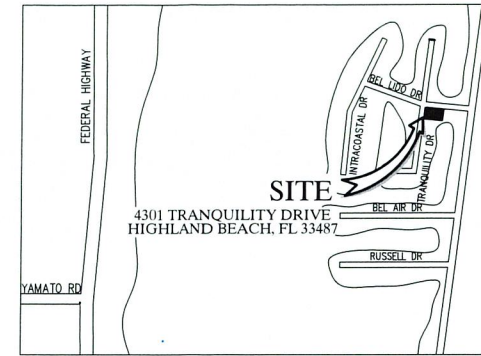 FEDERAL HIGHWAY
BEL LIDO DR
INTRACOASTAL DR
TRANQUILITY DR
SITE
4301 TRANQUILITY DRIVE
HIGHLAND BEACH, FL 33487
BEL AIR DR
RUSSELL DR
YAMATO RD